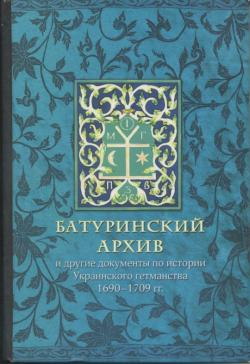 І
М Г
П З В
БАТУРИНСКИЙ
АРХИВ
и другие документы по истории
Украинского гетманства
1690–1709 гг.